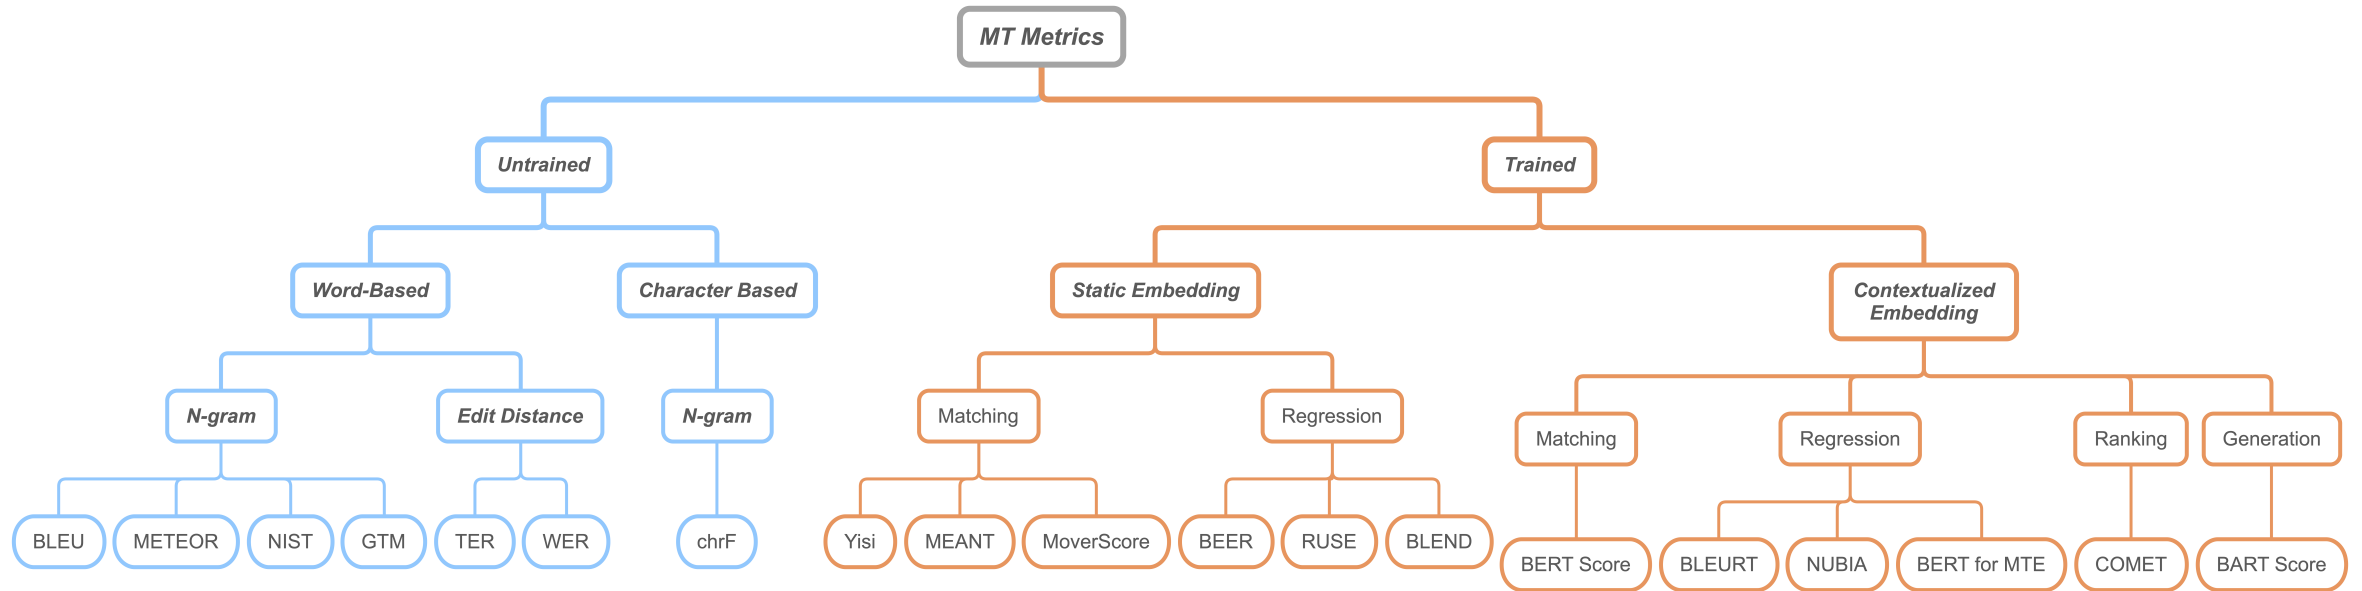 MT Metrics
Untrained
Trained
Word-Based
Character Based
Static Embedding
Contextualized
Embedding
N-gram
Edit Distance
N-gram
Matching
Regression
Matching
Regression
Ranking
Generation
BLEU
METEOR
NIST
GTM
TER
WER
chrF
Yisi
MEANT
MoverScore
BEER
RUSE
BLEND
BERT Score
BLEURT
NUBIA
BERT for MTE
COMET
BART Score